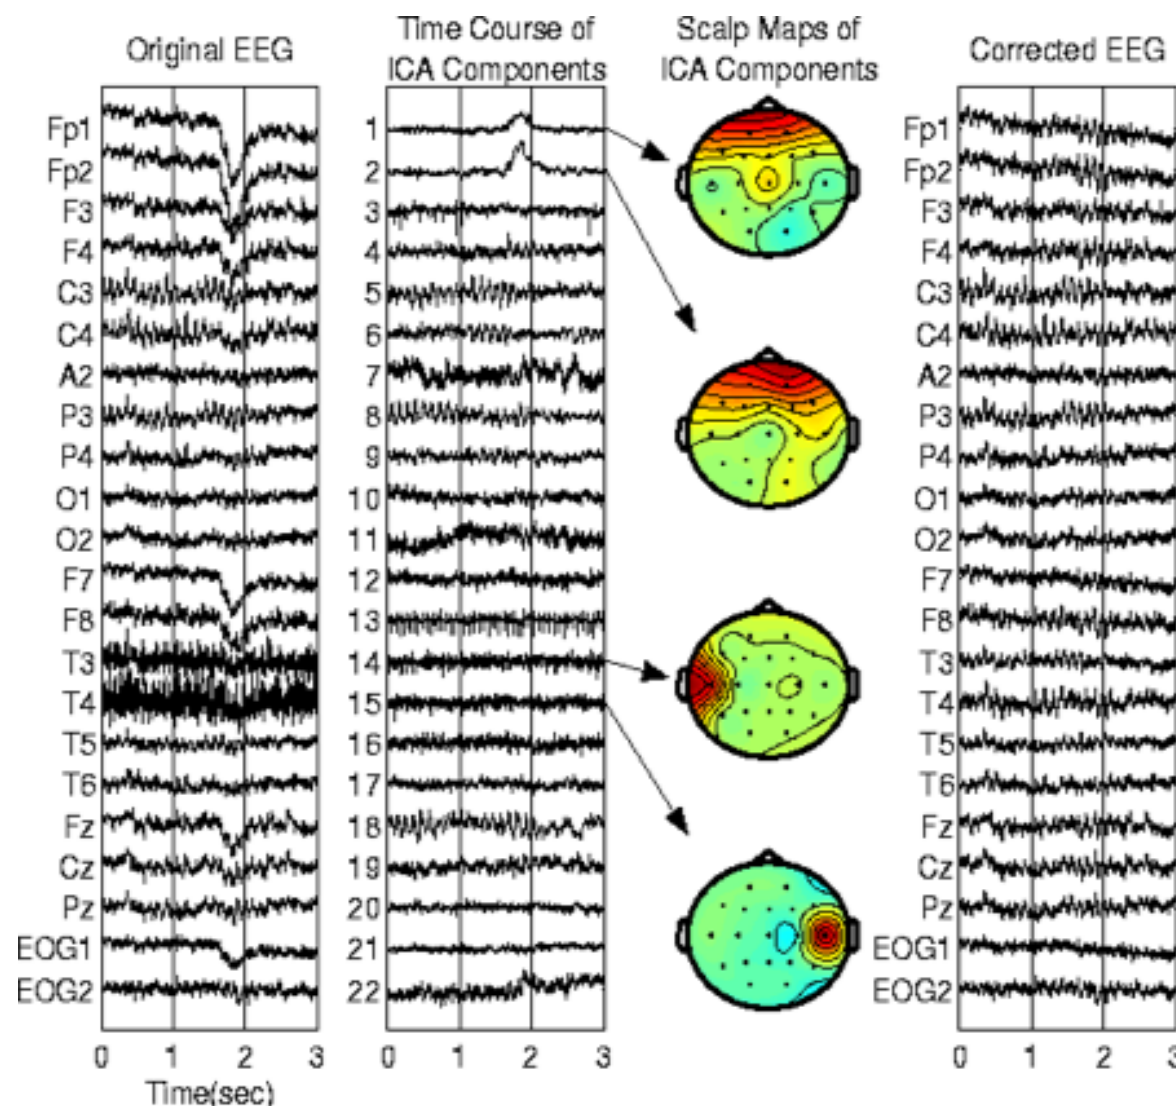 Original EEG
Time Course of
ICA Components
Scalp Maps of
ICA Components
Corrected EEG
Fp1
Fp2
F3
F4
C3
C4
A2
P3
P4
O1
O2
F7
F8
T3
T4
T5
T6
Fz
Cz
Pz
EOG1
EOG2
0 1 2 3
Time(sec)
1
2
3
4
5
6
7
8
9
10
11
12
13
14
15
16
17
18
19
20
21
22
0 1 2 3
Fp1
Fp2
F3
F4
C3
C4
A2
P3
P4
O1
O2
F7
F8
T3
T4
T5
T6
Fz
Cz
Pz
EOG1
EOG2
0 1 2 3